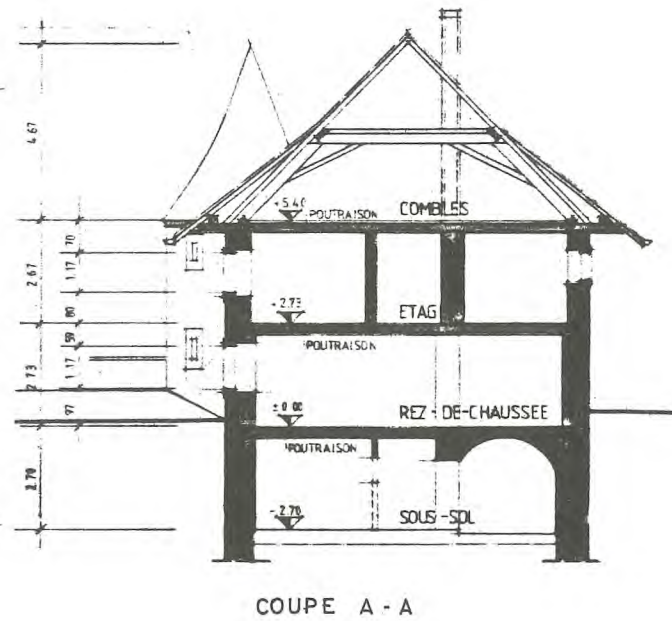 4.67
+5.40
POUTRAISON
COMBLES
70
1.17
2.67
80
+2.73
ETAG
59
POUTRAISON
1.17
2.73
±0.00
REZ-DE-CHAUSSEE
97
POUTRAISON
2.70
-2.70
SOUS-SOL
COUPE A-A